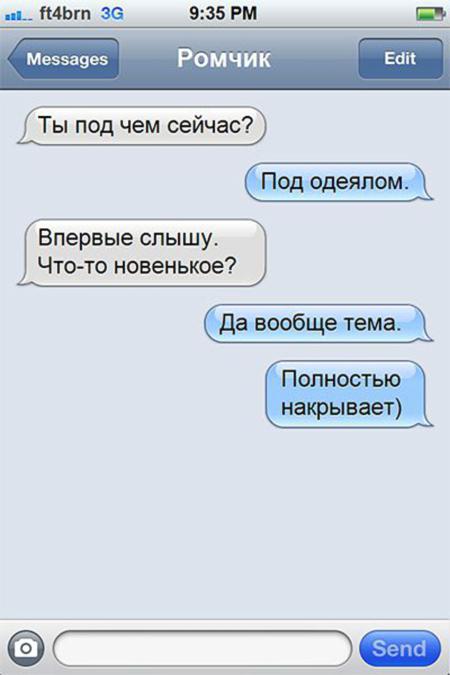 ft4brn 3G 9:35 PM
Messages Ромчик Edit
Ты под чем сейчас?
Под одеялом.
Впервые слышу.
Что-то новенькое?
Да вообще тема.
Полностью
накрывает)
Send